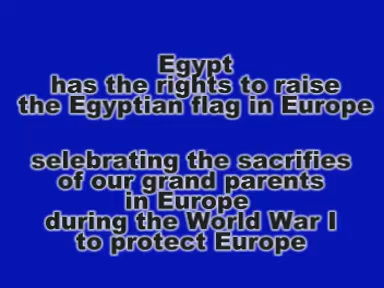 Egypt
has the rights to raise
the Egyptian flag in Europe
selebrating the sacrifies
of our grand parents
in Europe
during the World War I
to protect Europe